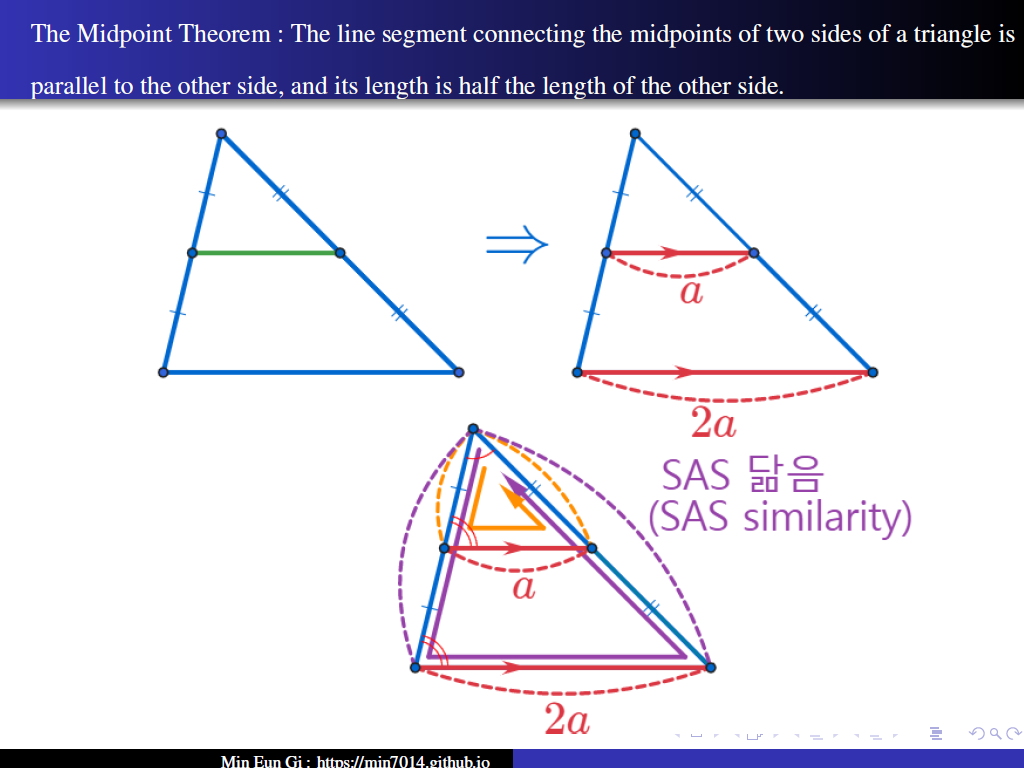 The Midpoint Theorem : The line segment connecting the midpoints of two sides of a triangle is
parallel to the other side, and its length is half the length of the other side.
⇒
a
2a
SAS 닮음
(SAS similarity)
a
2a
Min Eun Gi : https://min7014.github.io